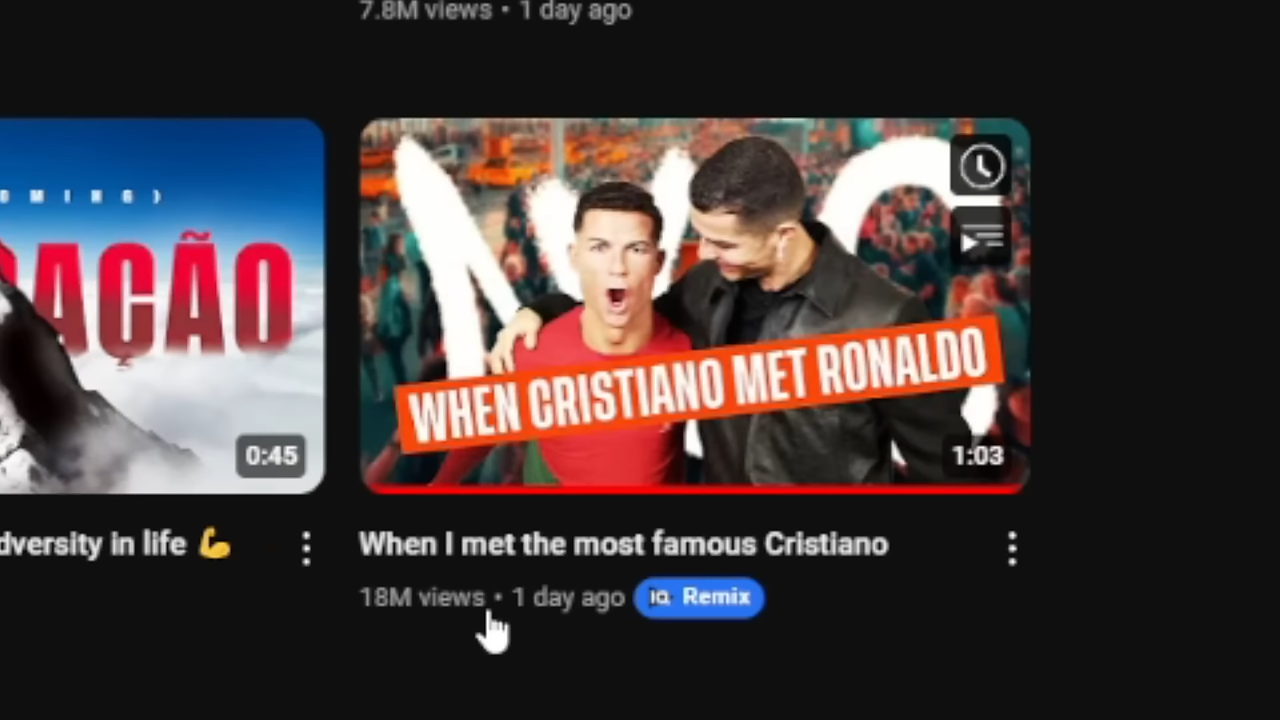 7.8M views • 1 day ago
OMING)
AÇÃO
0:45
WHEN CRISTIANO MET RONALDO
1:03
dversity in life 💪
When I met the most famous Cristiano
18M views • 1 day ago
Remix